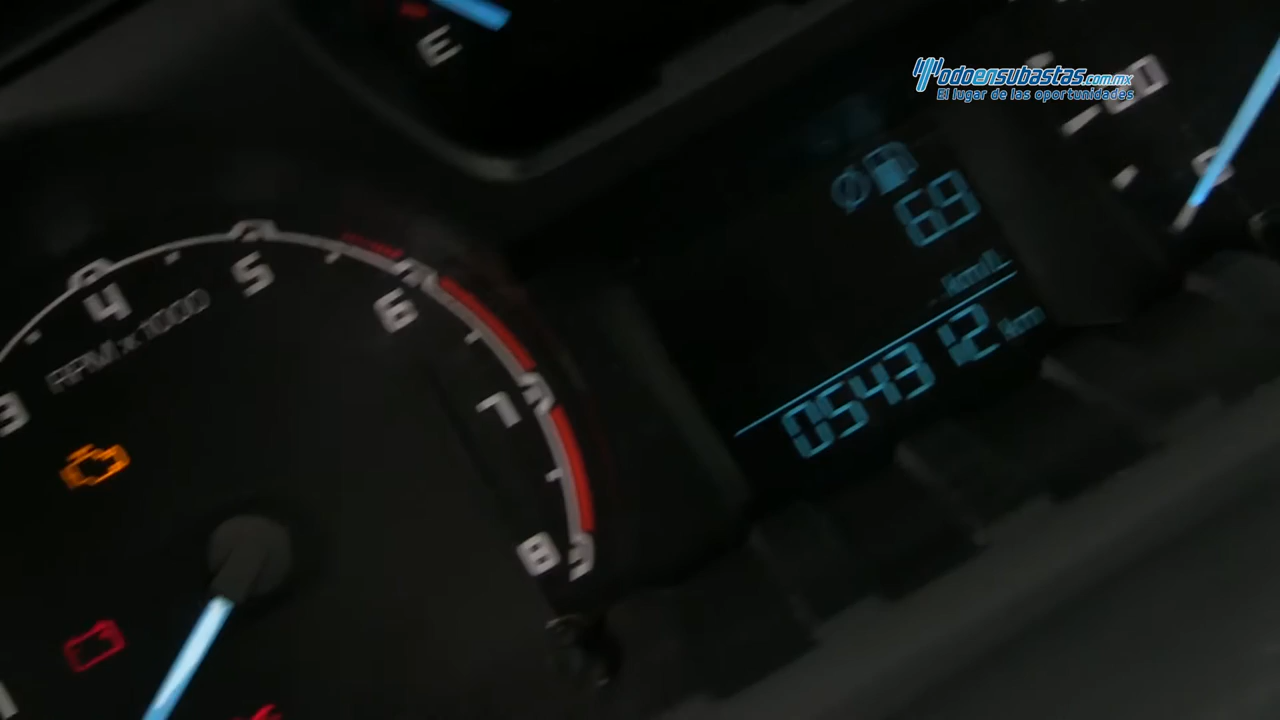 E
Todoensubastas.com.mx
El lugar de las oportunidades
0
69
km/L
054312 km
3
4
5
6
7
8
RPM x 1000